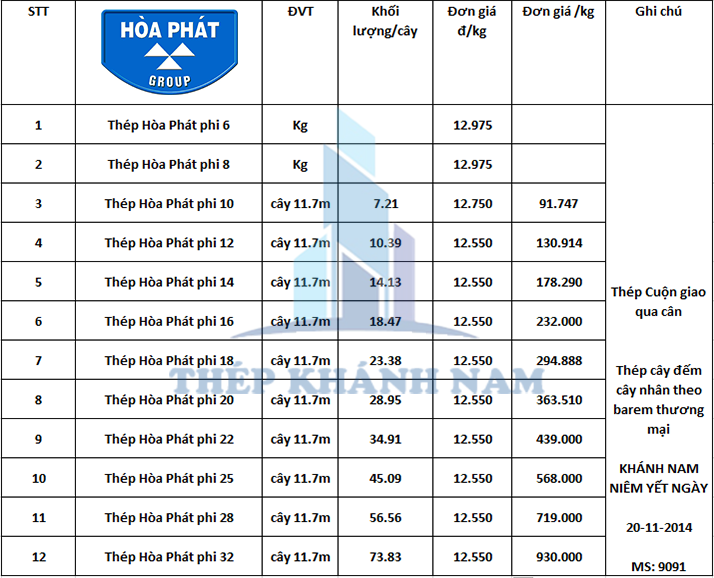 STT ĐVT Khối lượng/cây Đơn giá đ/kg Đơn giá /kg Ghi chú
HÒA PHÁT
GROUP
1 Thép Hòa Phát phi 6 Kg 12.975
2 Thép Hòa Phát phi 8 Kg 12.975
3 Thép Hòa Phát phi 10 cây 11.7m 7.21 12.750 91.747
4 Thép Hòa Phát phi 12 cây 11.7m 10.39 12.550 130.914
5 Thép Hòa Phát phi 14 cây 11.7m 14.13 12.550 178.290
6 Thép Hòa Phát phi 16 cây 11.7m 18.47 12.550 232.000
7 Thép Hòa Phát phi 18 cây 11.7m 23.38 12.550 294.888
8 Thép Hòa Phát phi 20 cây 11.7m 28.95 12.550 363.510
9 Thép Hòa Phát phi 22 cây 11.7m 34.91 12.550 439.000
10 Thép Hòa Phát phi 25 cây 11.7m 45.09 12.550 568.000
11 Thép Hòa Phát phi 28 cây 11.7m 56.56 12.550 719.000
12 Thép Hòa Phát phi 32 cây 11.7m 73.83 12.550 930.000
Thép Cuộn giao
qua cân
Thép cây đếm
cây nhân theo
barem thương
mại
KHÁNH NAM
NIÊM YẾT NGÀY
20-11-2014
MS: 9091
THÉP KHÁNH NAM